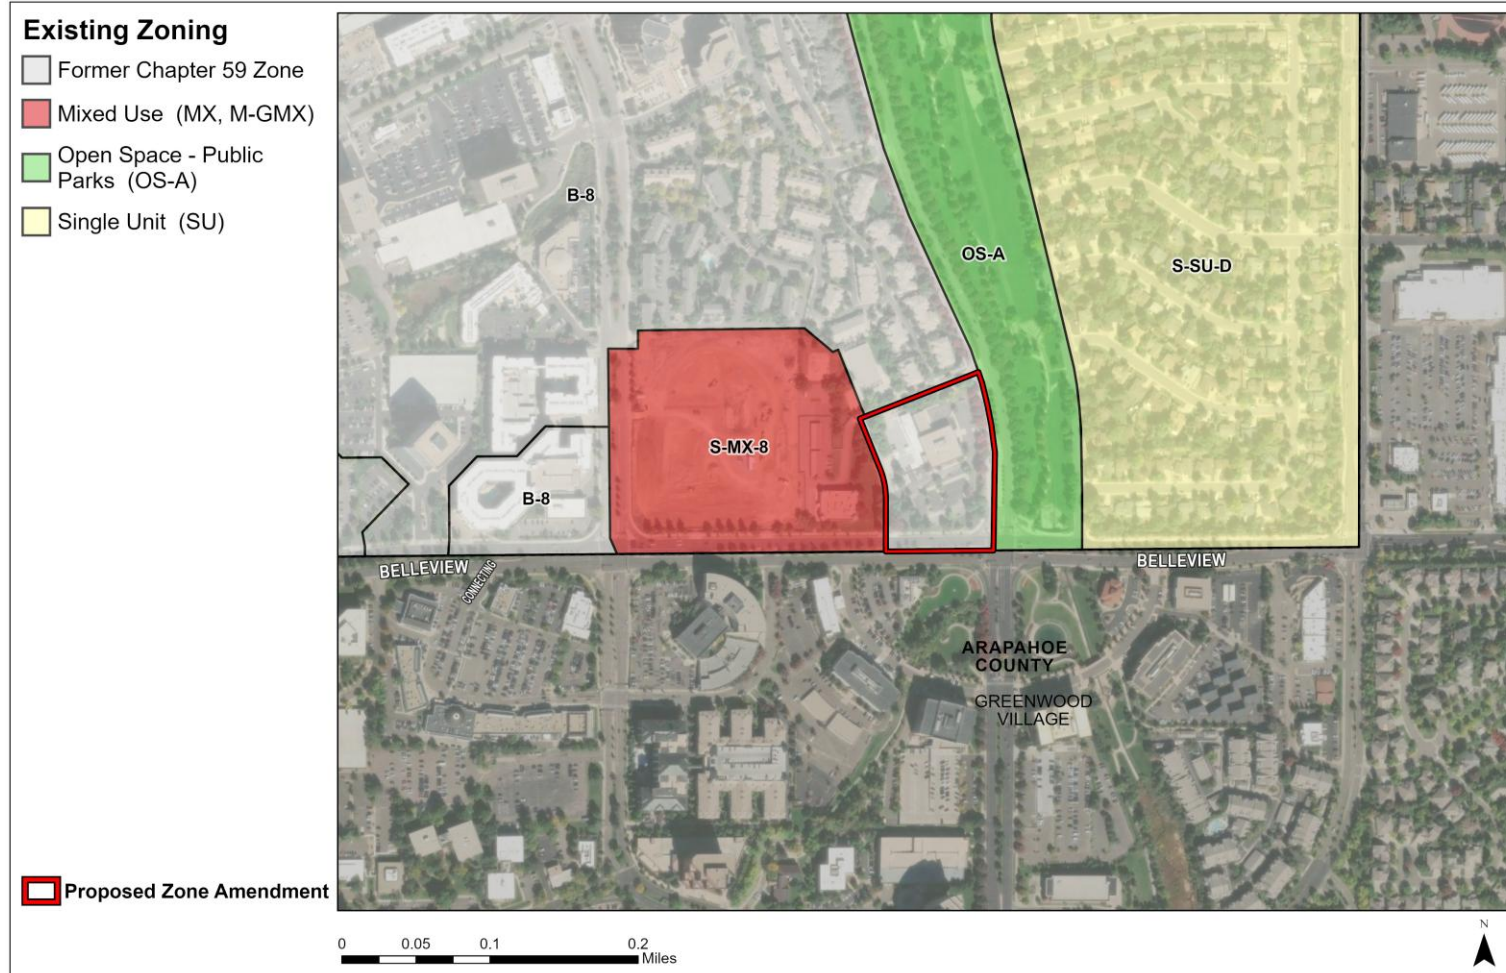 Existing Zoning
Former Chapter 59 Zone
Mixed Use (MX, M-GMX)
Open Space - Public
Parks (OS-A)
Single Unit (SU)
B-8
OS-A
S-SU-D
S-MX-8
B-8
BELLEVIEW
CONNECTING
BELLEVIEW
ARAPAHOE
COUNTY
GREENWOOD
VILLAGE
Proposed Zone Amendment
0 0.05 0.1 0.2
Miles
N